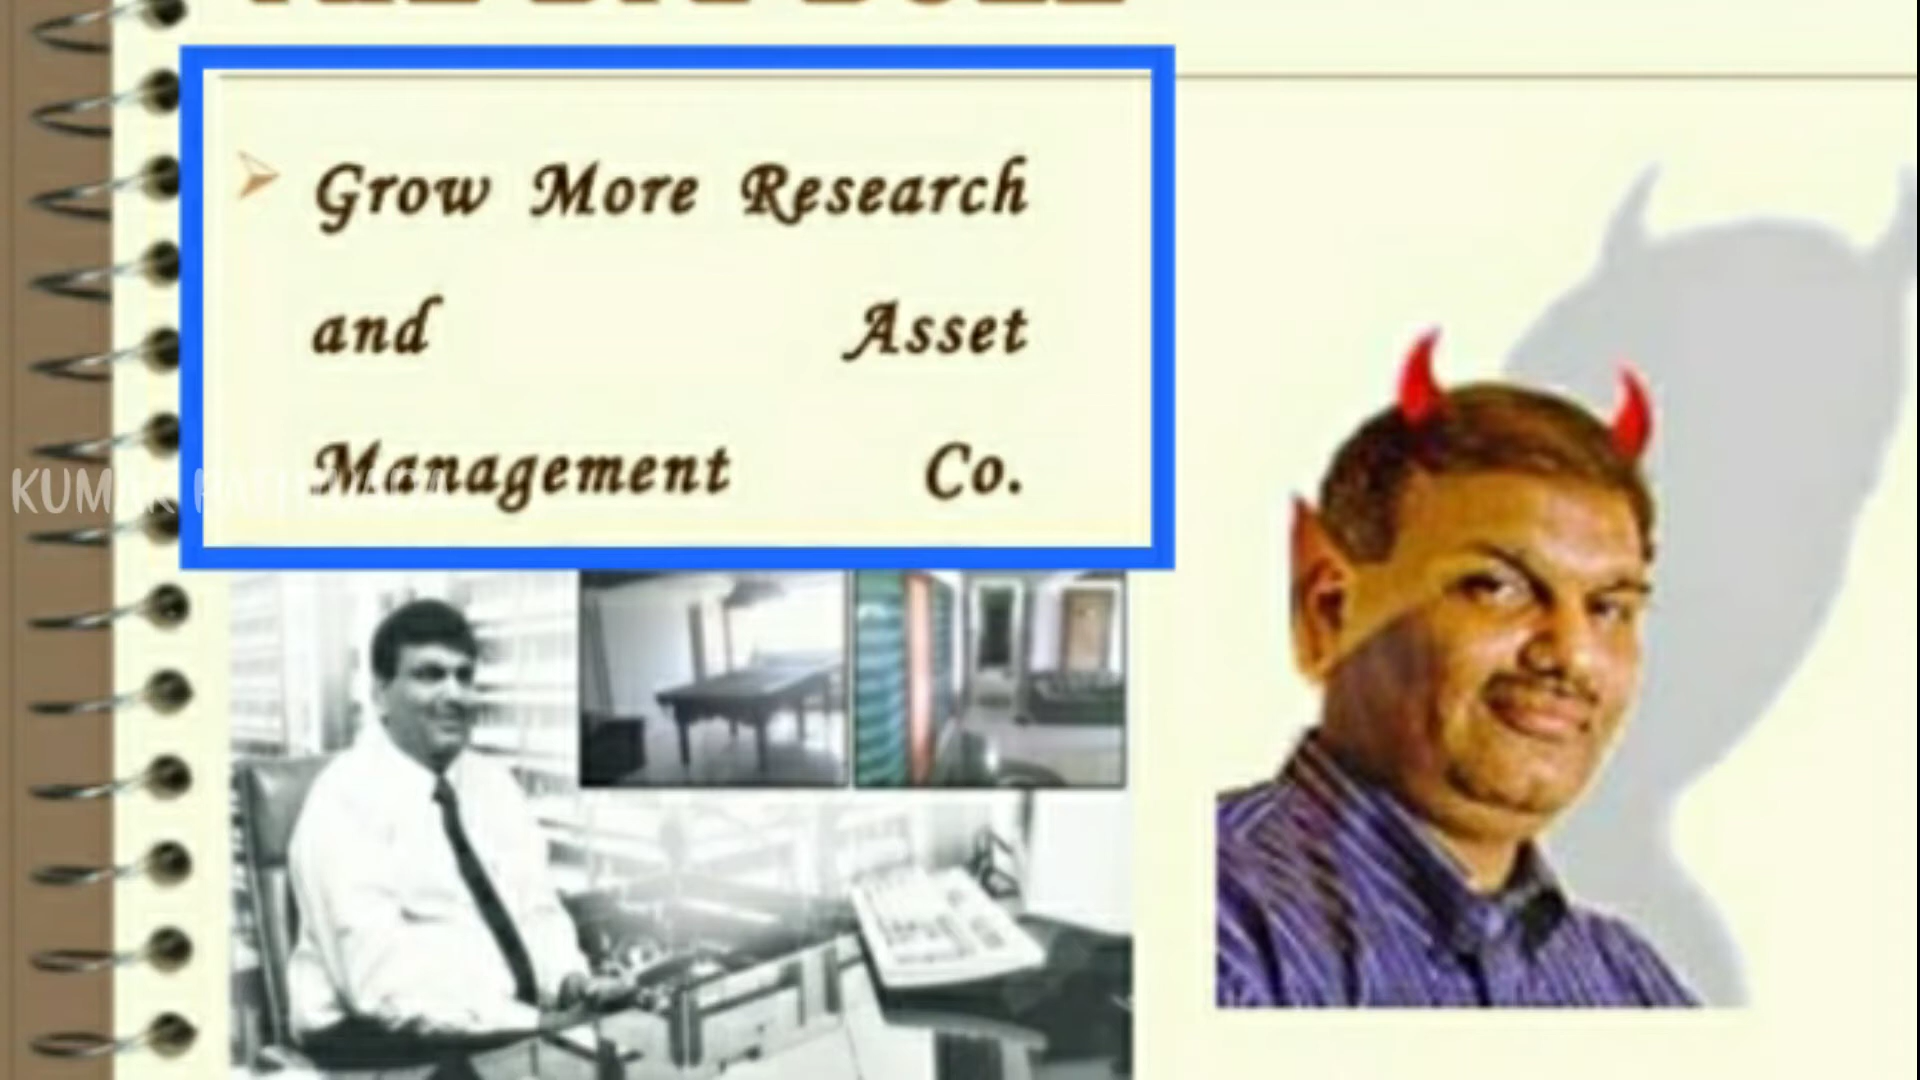 Grow More Research
and Asset
Management Co.